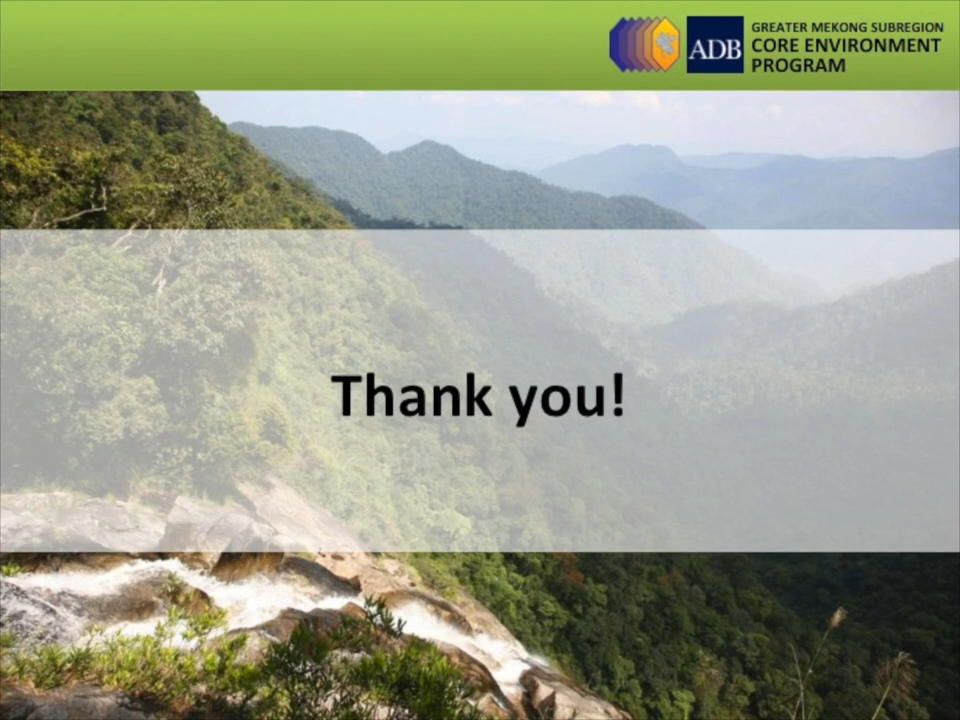 ADB
GREATER MEKONG SUBREGION
CORE ENVIRONMENT
PROGRAM
Thank you!